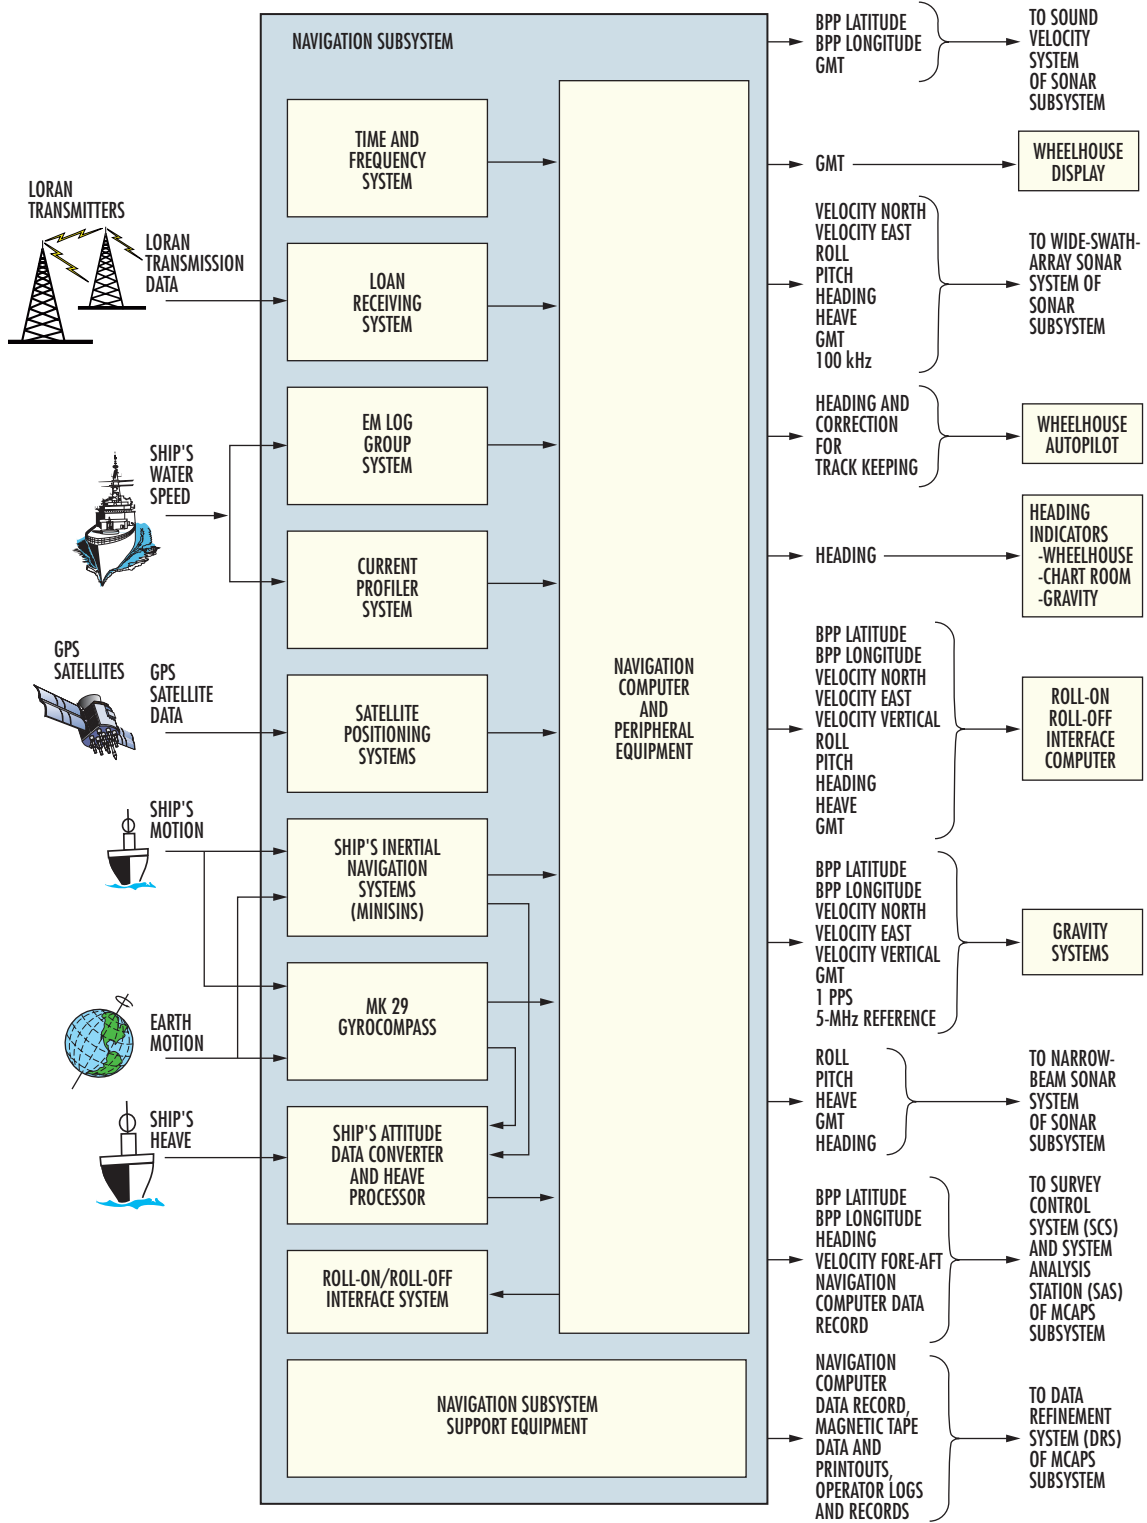 NAVIGATION SUBSYSTEM
LORAN
TRANSMITTERS
LORAN
TRANSMISSION
DATA
SHIP'S
WATER
SPEED
GPS
SATELLITES
GPS
SATELLITE
DATA
SHIP'S
MOTION
EARTH
MOTION
SHIP'S
HEAVE
TIME AND
FREQUENCY
SYSTEM
LOAN
RECEIVING
SYSTEM
EM LOG
GROUP
SYSTEM
CURRENT
PROFILER
SYSTEM
SATELLITE
POSITIONING
SYSTEMS
SHIP'S INERTIAL
NAVIGATION
SYSTEMS
(MINISINS)
MK 29
GYROCOMPASS
SHIP'S ATTITUDE
DATA CONVERTER
AND HEAVE
PROCESSOR
ROLL-ON/ROLL-OFF
INTERFACE SYSTEM
NAVIGATION SUBSYSTEM
SUPPORT EQUIPMENT
NAVIGATION
COMPUTER
AND
PERIPHERAL
EQUIPMENT
BPP LATITUDE
BPP LONGITUDE
GMT
TO SOUND
VELOCITY
SYSTEM
OF SONAR
SUBSYSTEM
GMT
WHEELHOUSE
DISPLAY
VELOCITY NORTH
VELOCITY EAST
ROLL
PITCH
HEADING
HEAVE
GMT
100 kHz
TO WIDE-SWATH-
ARRAY SONAR
SYSTEM OF
SONAR
SUBSYSTEM
HEADING AND
CORRECTION
FOR
TRACK KEEPING
WHEELHOUSE
AUTOPILOT
HEADING
HEADING
INDICATORS
-WHEELHOUSE
-CHART ROOM
-GRAVITY
BPP LATITUDE
BPP LONGITUDE
VELOCITY NORTH
VELOCITY EAST
VELOCITY VERTICAL
ROLL
PITCH
HEADING
HEAVE
GMT
ROLL-ON
ROLL-OFF
INTERFACE
COMPUTER
BPP LATITUDE
BPP LONGITUDE
VELOCITY NORTH
VELOCITY EAST
VELOCITY VERTICAL
GMT
1 PPS
5-MHz REFERENCE
GRAVITY
SYSTEMS
ROLL
PITCH
HEAVE
GMT
HEADING
TO NARROW-
BEAM SONAR
SYSTEM
OF SONAR
SUBSYSTEM
BPP LATITUDE
BPP LONGITUDE
HEADING
VELOCITY FORE-AFT
NAVIGATION
COMPUTER DATA
RECORD
TO SURVEY
CONTROL
SYSTEM (SCS)
AND SYSTEM
ANALYSIS
STATION (SAS)
OF MCAPS
SUBSYSTEM
NAVIGATION
COMPUTER
DATA RECORD,
MAGNETIC TAPE
DATA AND
PRINTOUTS,
OPERATOR LOGS
AND RECORDS
TO DATA
REFINEMENT
SYSTEM (DRS)
OF MCAPS
SUBSYSTEM